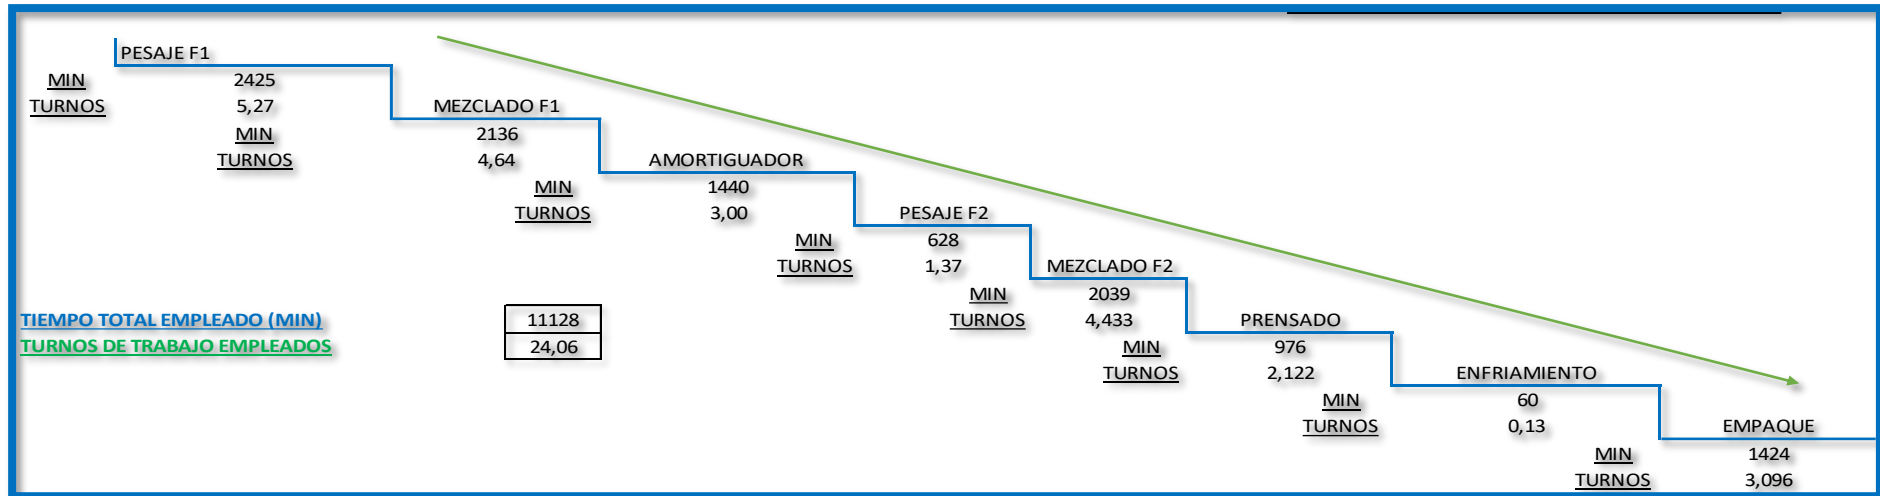 PESAJE F1
MIN 2425
TURNOS 5,27 MEZCLADO F1
MIN 2136
TURNOS 4,64 AMORTIGUADOR
MIN 1440
TURNOS 3,00 PESAJE F2
MIN 628
TURNOS 1,37 MEZCLADO F2
MIN 2039
TIEMPO TOTAL EMPLEADO (MIN) 11128 TURNOS 4,433 PRENSADO
TURNOS DE TRABAJO EMPLEADOS 24,06 MIN 976
TURNOS 2,122 ENFRIAMIENTO
MIN 60
TURNOS 0,13 EMPAQUE
MIN 1424
TURNOS 3,096